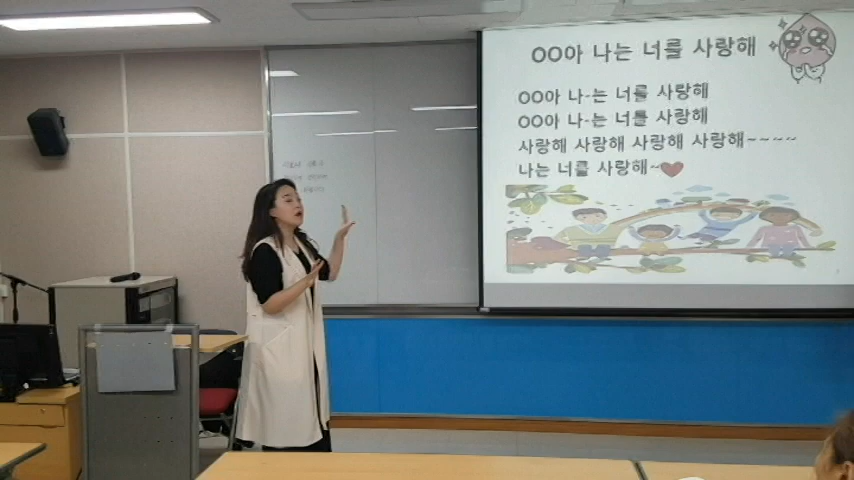 OO아 나는 너를 사랑해
OO아 나-는 너를 사랑해
OO아 나-는 너를 사랑해
사랑해 사랑해 사랑해 사랑해~~~~
나는 너를 사랑해~❤